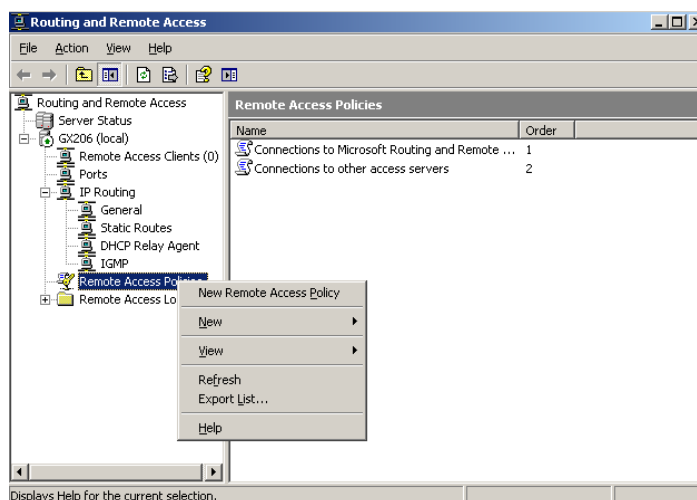 Routing and Remote Access
File Action View Help
Routing and Remote Access
Server Status
GX206 (local)
Remote Access Clients (0)
Ports
IP Routing
General
Static Routes
DHCP Relay Agent
IGMP
Remote Access Policies
Remote Access Lo
Remote Access Policies
Name Order
Connections to Microsoft Routing and Remote ... 1
Connections to other access servers 2
New Remote Access Policy
New
View
Refresh
Export List...
Help
Displays Help for the current selection.